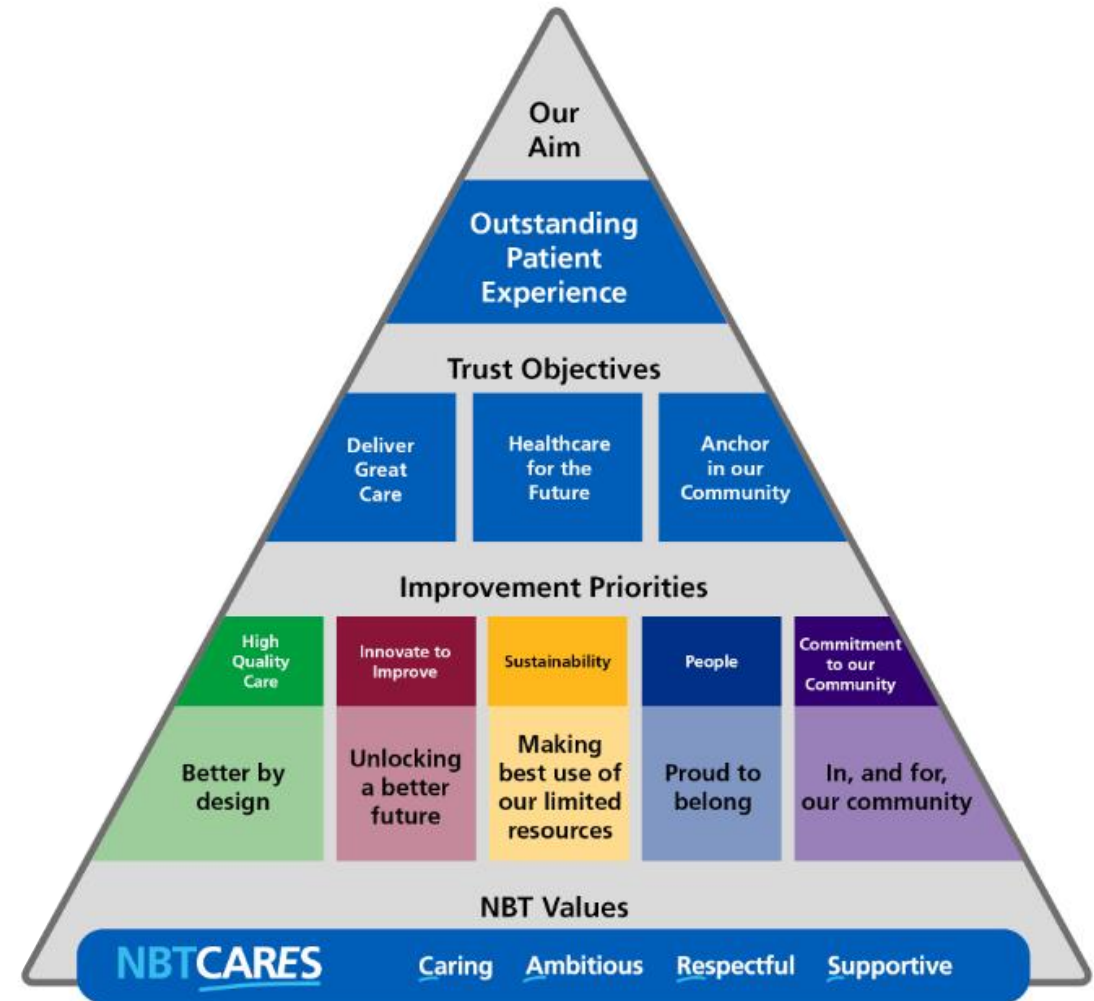 Our
Aim
Outstanding
Patient
Experience
Trust Objectives
Deliver
Great
Care
Healthcare
for the
Future
Anchor
in our
Community
Improvement Priorities
High
Quality
Care
Innovate to
Improve
Sustainability
People
Commitment
to our
Community
Better by
design
Unlocking
a better
future
Making
best use of
our limited
resources
Proud to
belong
In, and for,
our community
NBT Values
NBTCARES
Caring Ambitious Respectful Supportive